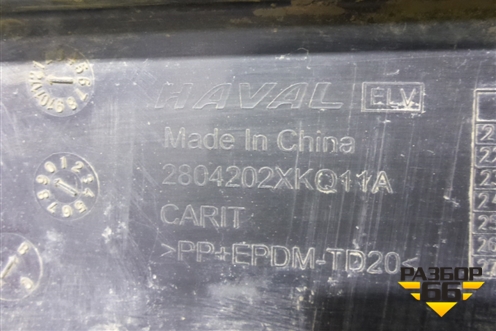 HAVAL ELV
Made In China
2804202XKQ11A
CARIT
>PP+EPDM-TD20<
РАЗБОР
66